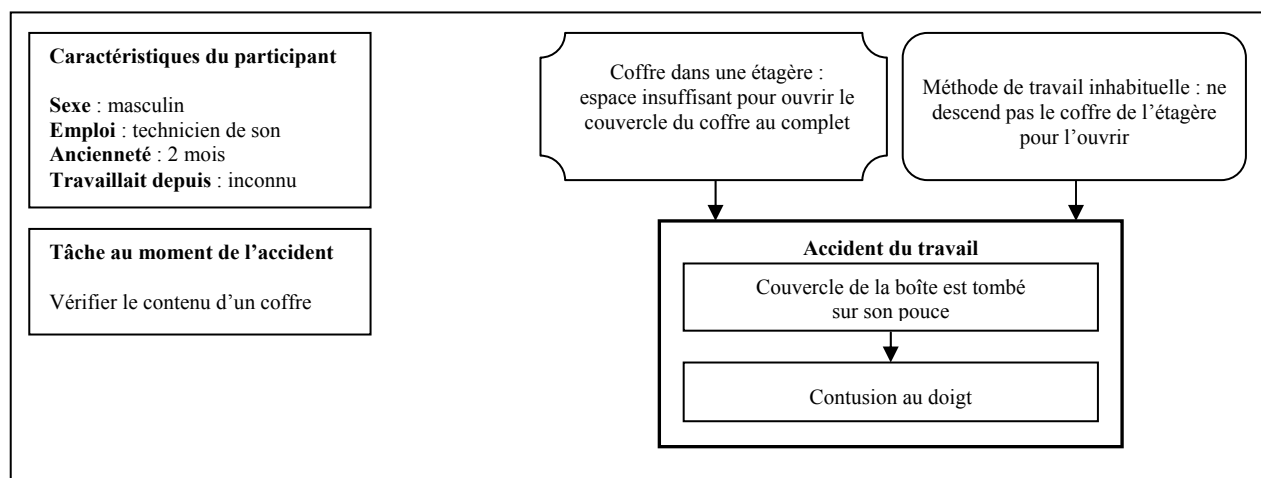 Caractéristiques du participant
Sexe : masculin
Emploi : technicien de son
Ancienneté : 2 mois
Travaillait depuis : inconnu
Tâche au moment de l’accident
Vérifier le contenu d’un coffre
Coffre dans une étagère :
espace insuffisant pour ouvrir le
couvercle du coffre au complet
Méthode de travail inhabituelle : ne
descend pas le coffre de l’étagère
pour l’ouvrir
Accident du travail
Couvercle de la boîte est tombé
sur son pouce
Contusion au doigt